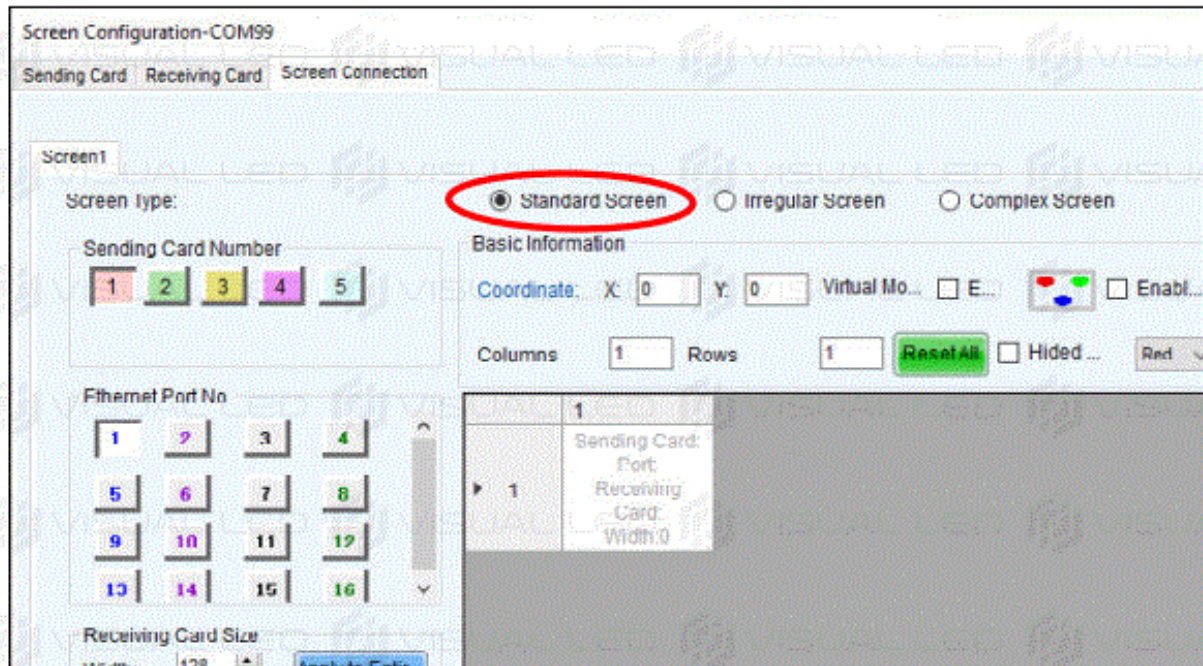 Screen Configuration-COM99
Sending Card Receiving Card Screen Connection
Screen1
Screen Type: Standard Screen Irregular Screen Complex Screen
Sending Card Number
1 2 3 4 5
Basic Information
Coordinate: X: 0 Y: 0 Virtual Mo... E... Enabl...
Columns 1 Rows 1 Reset All Hided ... Red
Ethernet Port No
1 2 3 4
5 6 7 8
9 10 11 12
13 14 15 16
1
1
Sending Card:
Port:
Receiving
Card:
Width:0
Receiving Card Size
128
VISUAL LED